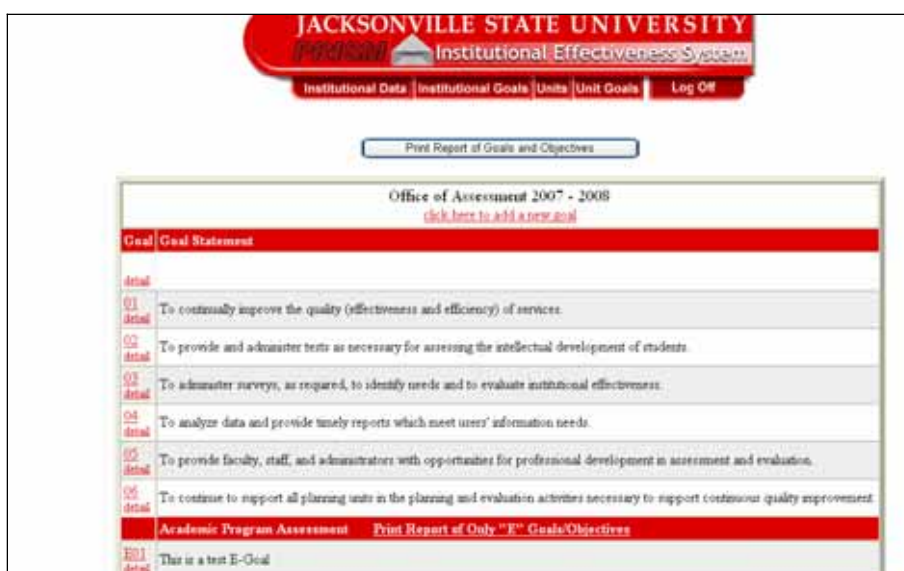 JACKSONVILLE STATE UNIVERSITY
PRISM Institutional Effectiveness System
Institutional Data Institutional Goals Units Unit Goals Log Off
Print Report of Goals and Objectives
Office of Assessment 2007 - 2008
click here to add a new goal
Goal Goal Statement
detail
01 detail To continually improve the quality (effectiveness and efficiency) of services.
02 detail To provide and administer tests as necessary for assessing the intellectual development of students.
03 detail To administer surveys, as required, to identify needs and to evaluate institutional effectiveness.
04 detail To analyze data and provide timely reports which meet users' information needs.
05 detail To provide faculty, staff, and administrators with opportunities for professional development in assessment and evaluation.
06 detail To continue to support all planning units in the planning and evaluation activities necessary to support continuous quality improvement
Academic Program Assessment Print Report of Only "E" Goals/Objectives
E01 detail This is a test E-Goal